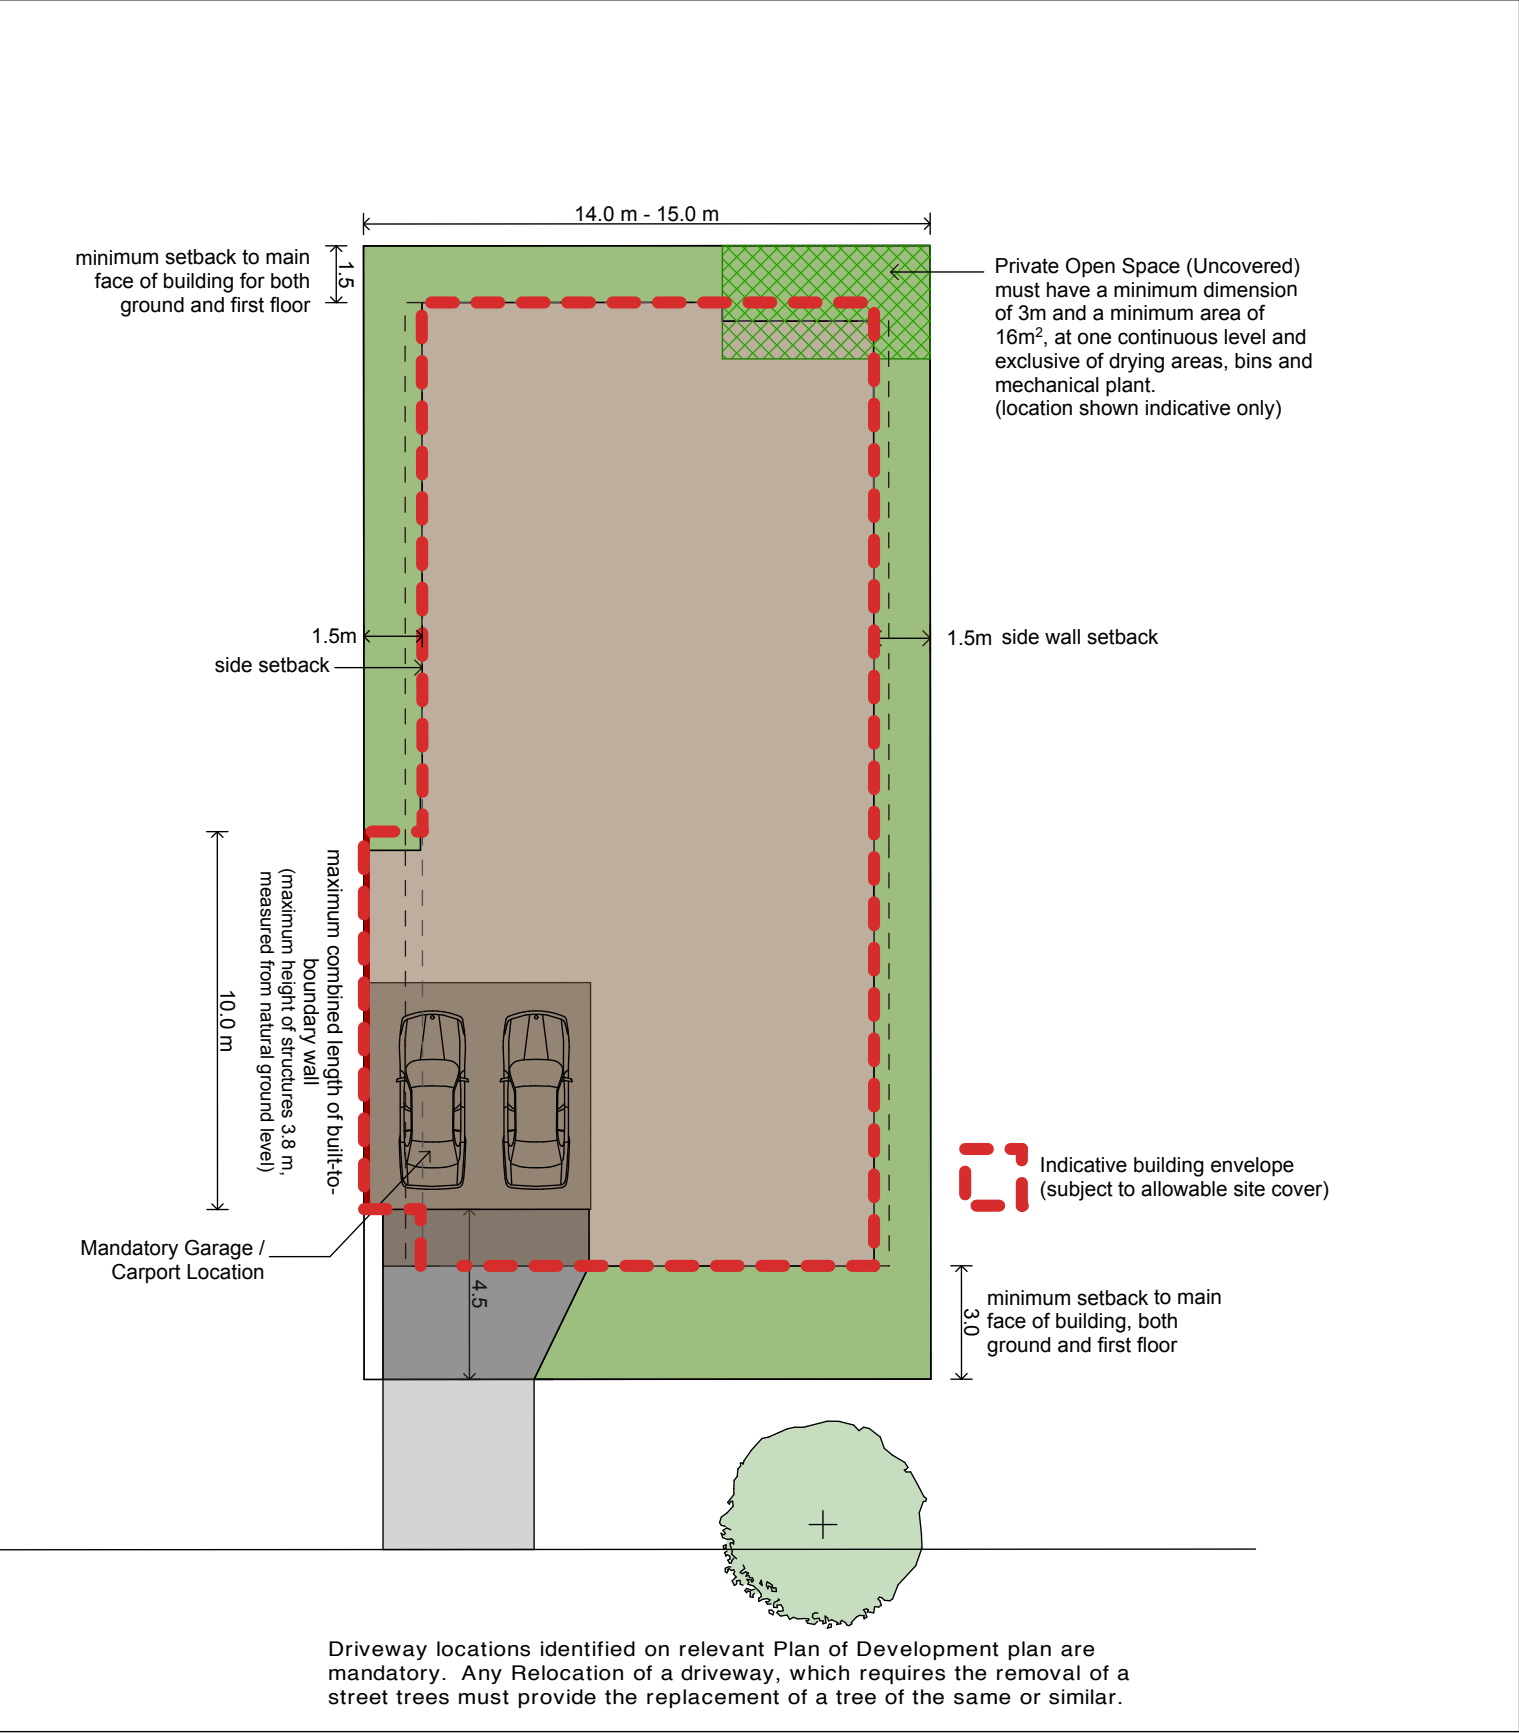 14.0 m - 15.0 m
minimum setback to main
face of building for both
ground and first floor
1.5
Private Open Space (Uncovered)
must have a minimum dimension
of 3m and a minimum area of
16m², at one continuous level and
exclusive of drying areas, bins and
mechanical plant.
(location shown indicative only)
1.5m
side setback
1.5m side wall setback
10.0 m
maximum combined length of built-to-
boundary wall
(maximum height of structures 3.8 m,
measured from natural ground level)
Indicative building envelope
(subject to allowable site cover)
Mandatory Garage /
Carport Location
4.5
3.0
minimum setback to main
face of building, both
ground and first floor
Driveway locations identified on relevant Plan of Development plan are
mandatory. Any Relocation of a driveway, which requires the removal of a
street trees must provide the replacement of a tree of the same or similar.